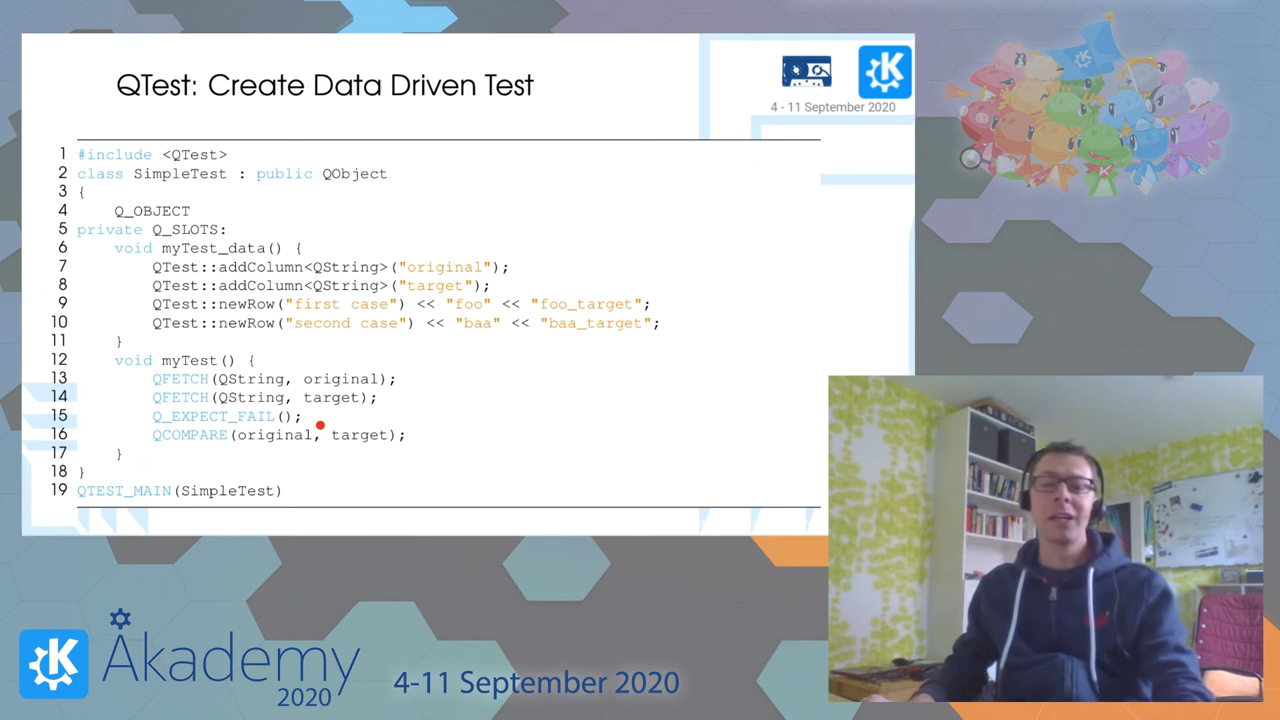 QTest: Create Data Driven Test
4 - 11 September 2020
1 #include <QTest>
2 class SimpleTest : public QObject
3 {
4 Q_OBJECT
5 private Q_SLOTS:
6 void myTest_data() {
7 QTest::addColumn<QString>("original");
8 QTest::addColumn<QString>("target");
9 QTest::newRow("first case") << "foo" << "foo_target";
10 QTest::newRow("second case") << "baa" << "baa_target";
11 }
12 void myTest() {
13 QFETCH(QString, original);
14 QFETCH(QString, target);
15 Q_EXPECT_FAIL();
16 QCOMPARE(original, target);
17 }
18 }
19 QTEST_MAIN(SimpleTest)
Akademy
2020
4-11 September 2020